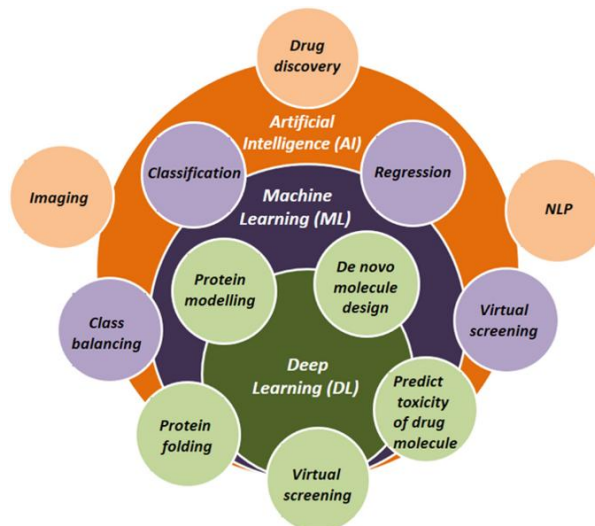 Drug
discovery
Artificial
Intelligence (AI)
Classification
Regression
Imaging
Machine
Learning (ML)
NLP
Protein
modelling
De novo
molecule
design
Class
balancing
Virtual
screening
Deep
Learning (DL)
Protein
folding
Predict
toxicity
of drug
molecule
Virtual
screening